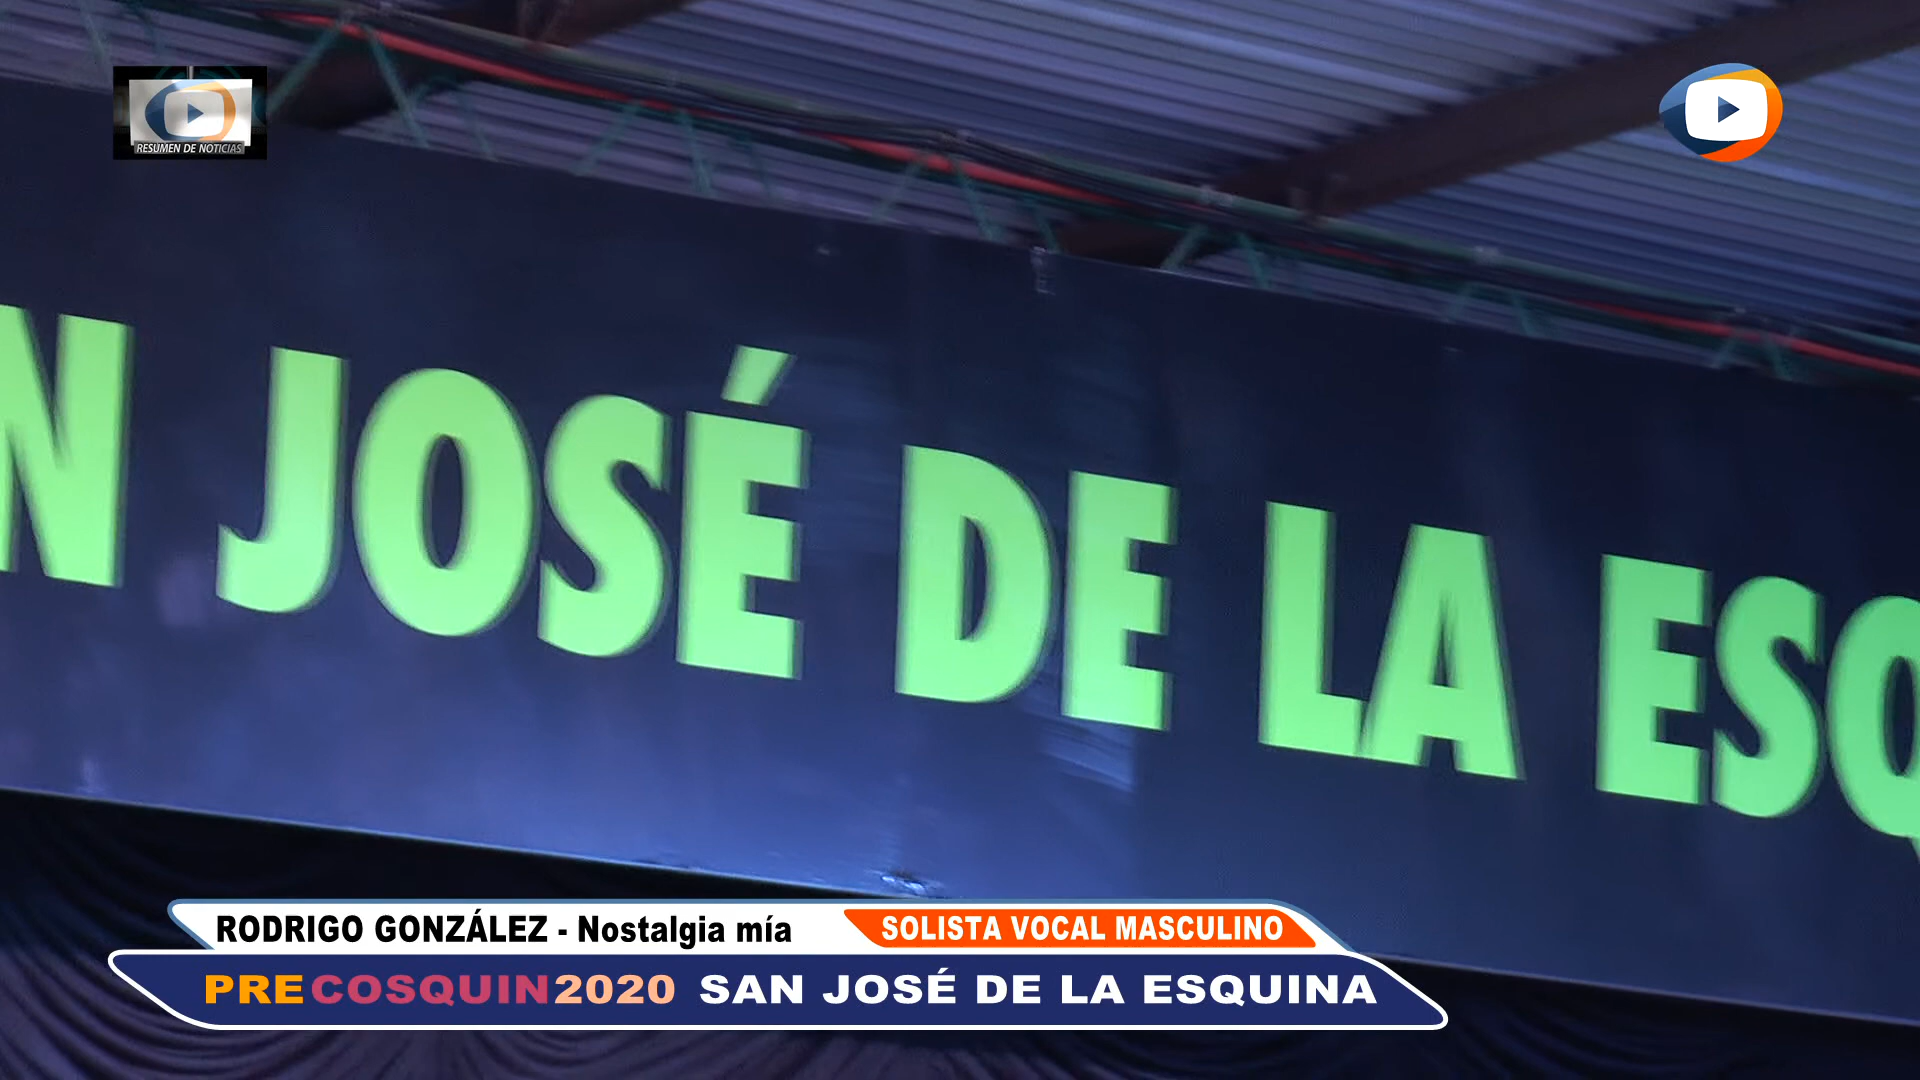 RESUMEN DE NOTICIAS
N JOSÉ DE LA ESQ
RODRIGO GONZÁLEZ - Nostalgia mía SOLISTA VOCAL MASCULINO
PRECOSQUIN2020 SAN JOSÉ DE LA ESQUINA